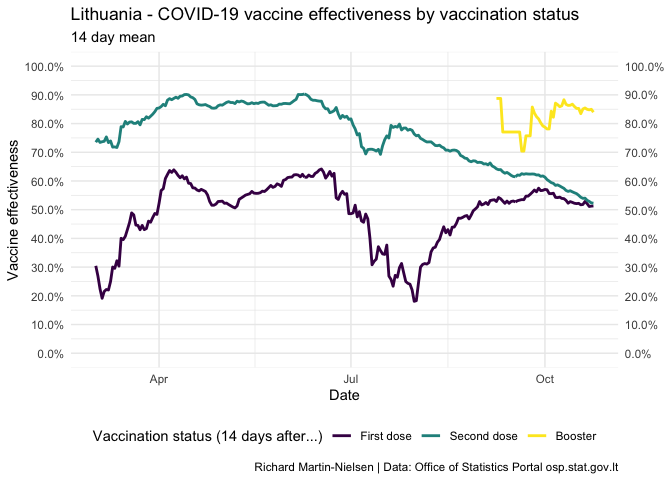 Lithuania - COVID-19 vaccine effectiveness by vaccination status
14 day mean
100.0% 100.0%
90.0% 90.0%
80.0% 80.0%
70.0% 70.0%
60.0% 60.0%
50.0% 50.0%
40.0% 40.0%
30.0% 30.0%
20.0% 20.0%
10.0% 10.0%
0.0% 0.0%
Vaccine effectiveness
Apr Jul Oct
Date
Vaccination status (14 days after...) First dose Second dose Booster
Richard Martin-Nielsen | Data: Office of Statistics Portal osp.stat.gov.lt